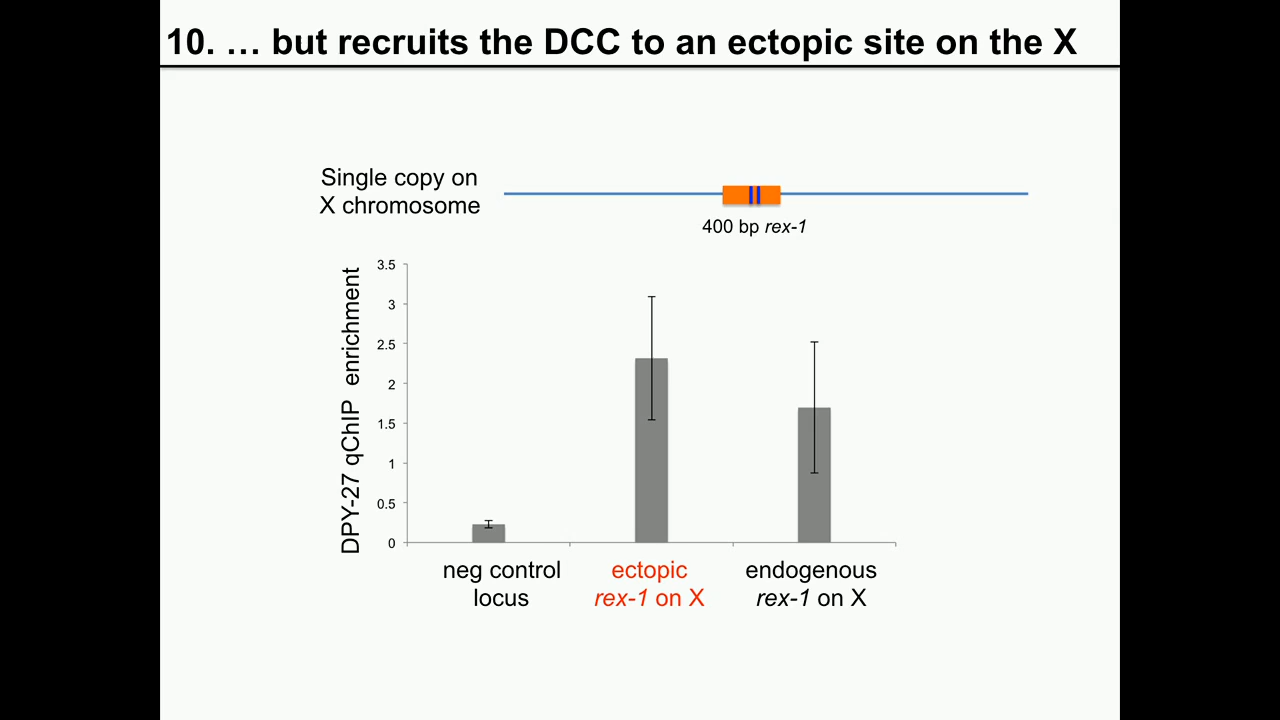 10. … but recruits the DCC to an ectopic site on the X
Single copy on
X chromosome
400 bp rex-1
DPY-27 qChIP enrichment
3.5
3
2.5
2
1.5
1
0.5
0
neg control
locus
ectopic
rex-1 on X
endogenous
rex-1 on X